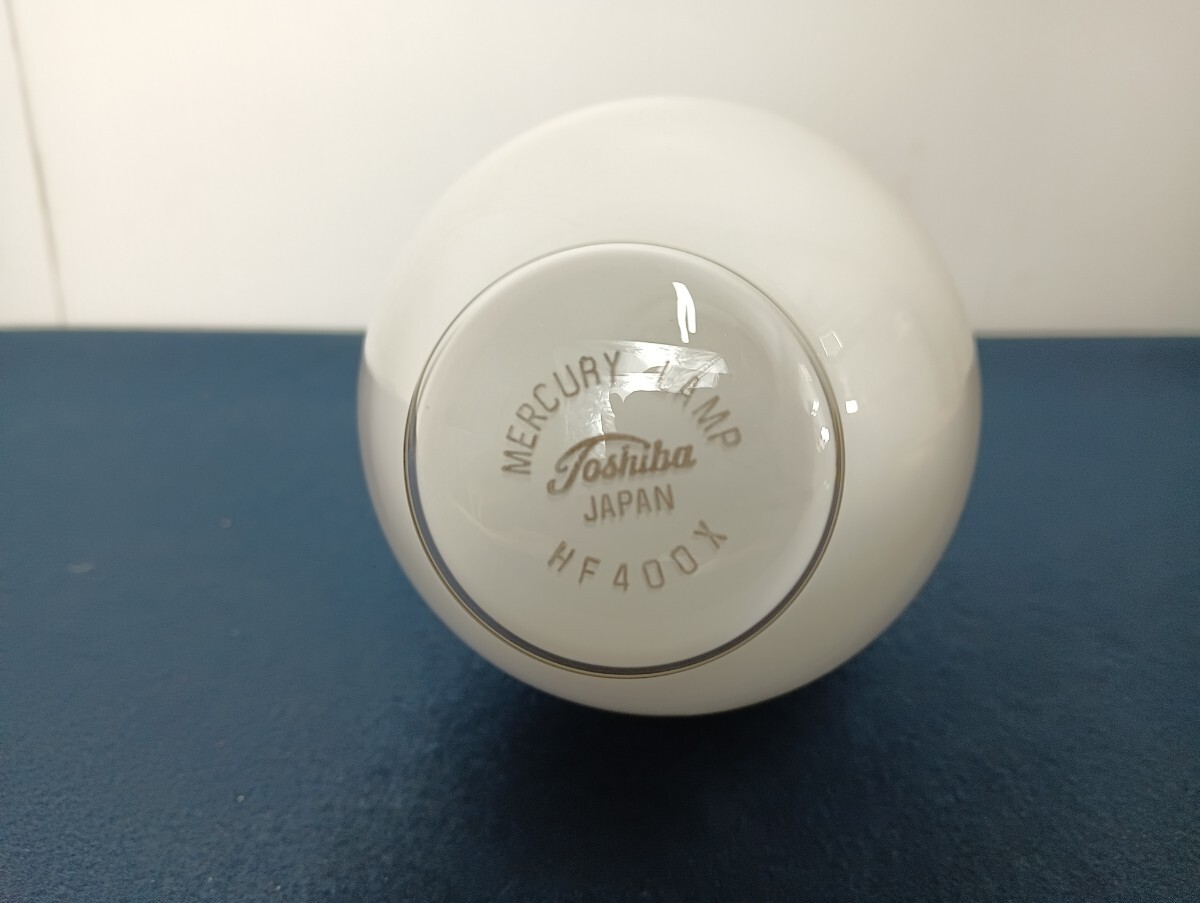 MERCURY LAMP
Toshiba
JAPAN
HF400X